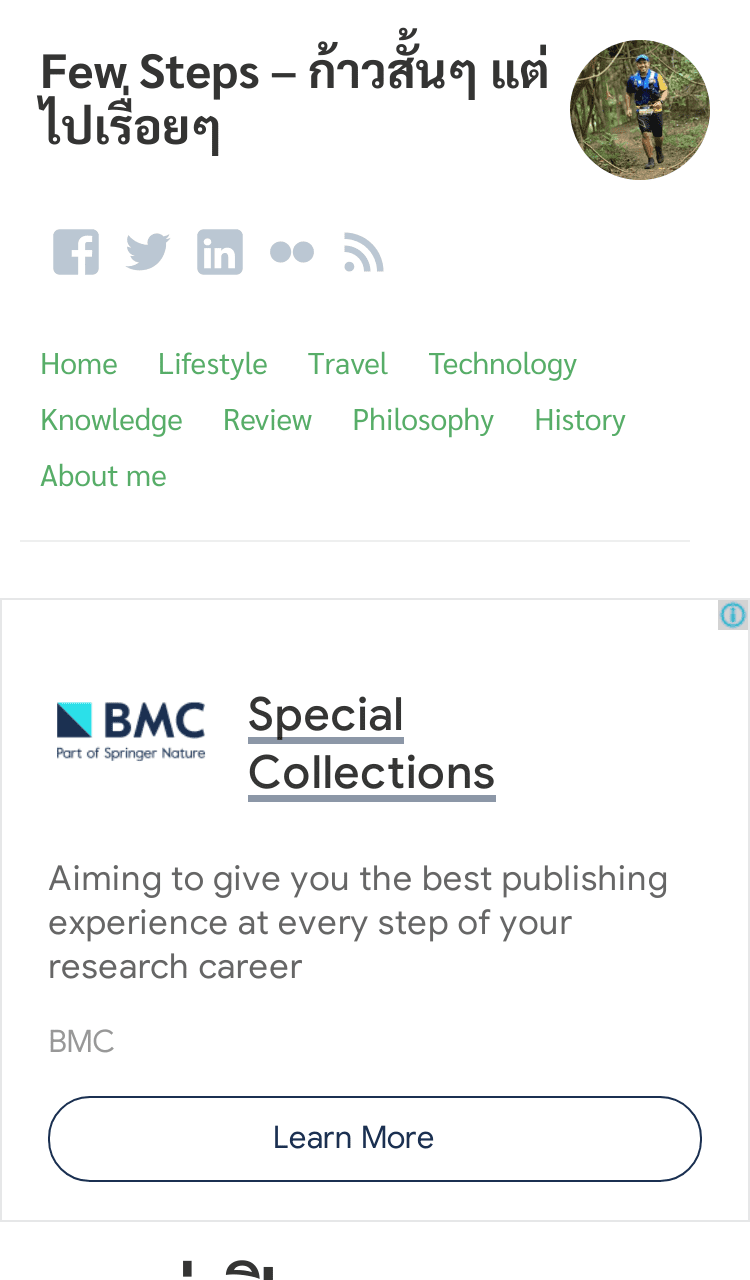 Few Steps – ก้าวสั้นๆ แต่
ไปเรื่อยๆ
Home Lifestyle Travel Technology
Knowledge Review Philosophy History
About me
BMC
Part of Springer Nature
Special
Collections
Aiming to give you the best publishing
experience at every step of your
research career
BMC
Learn More